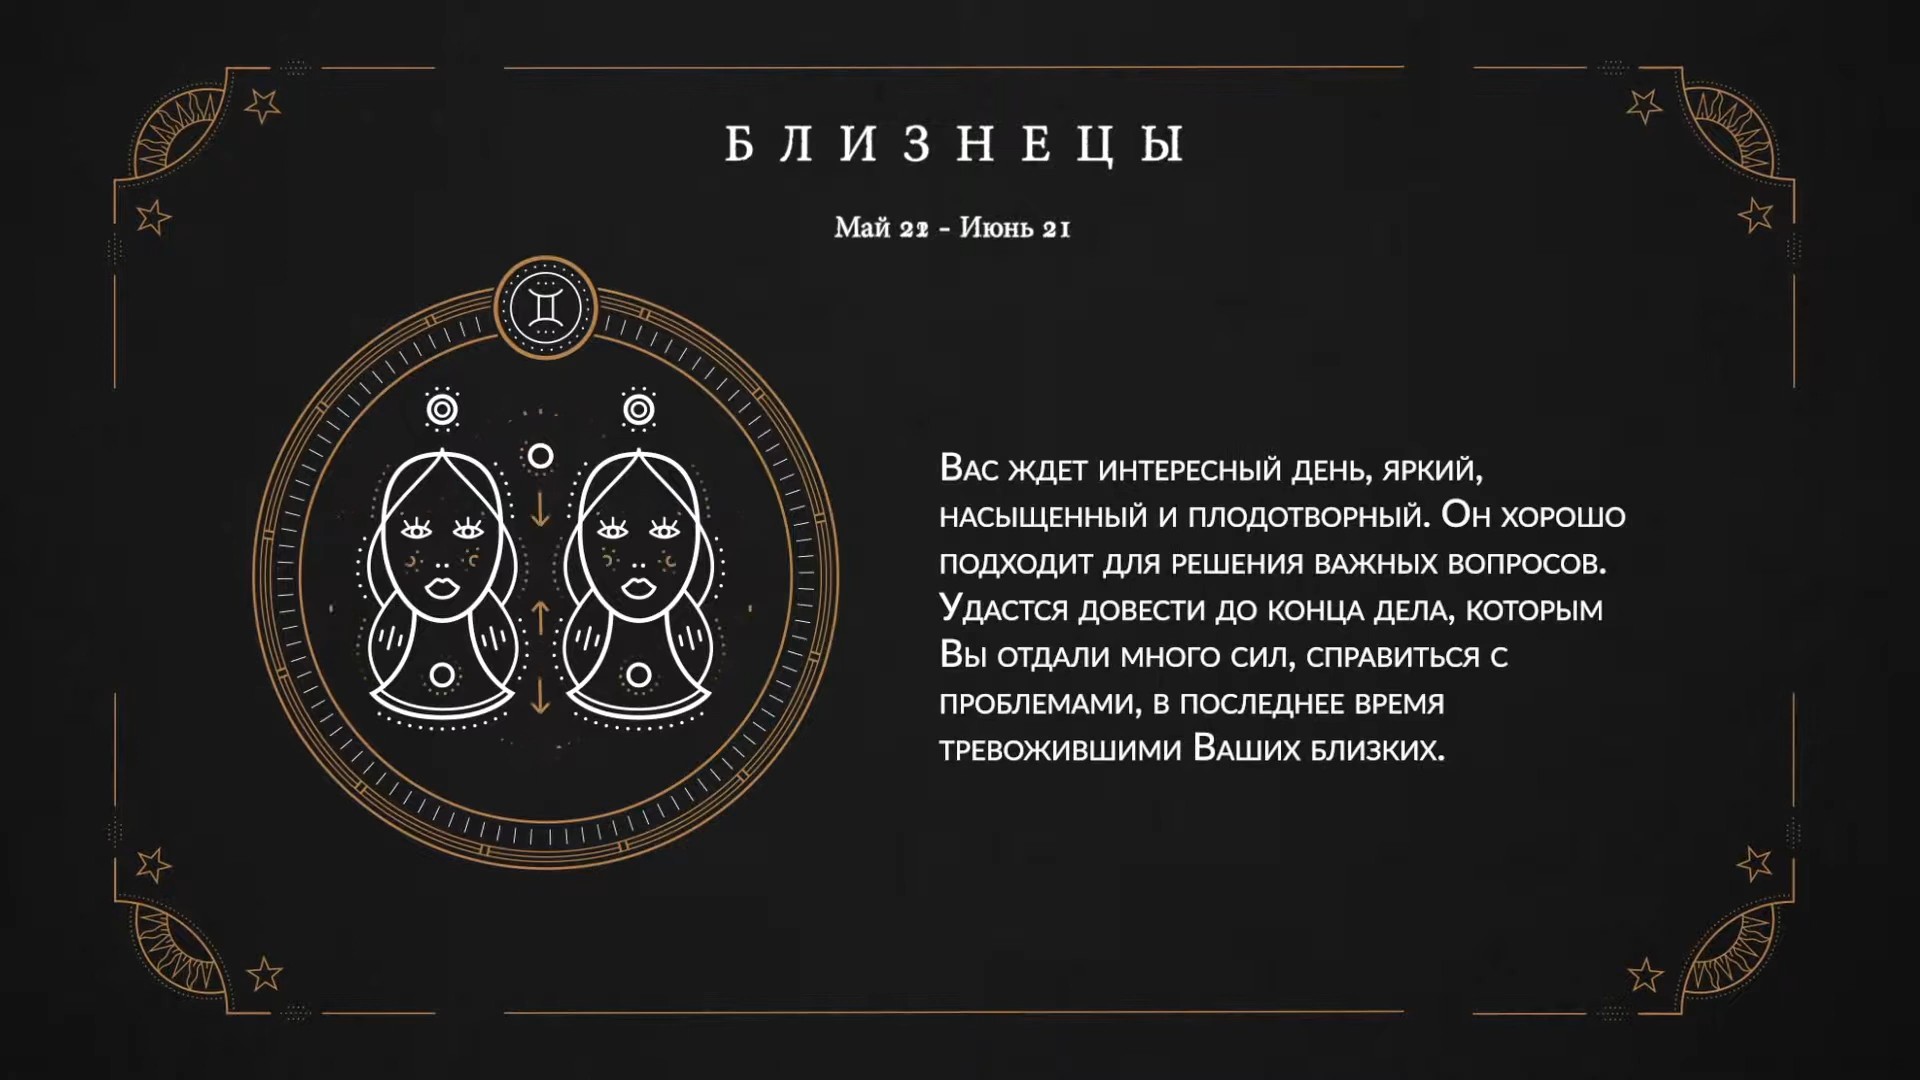 БЛИЗНЕЦЫ
Май 22 - Июнь 21
Вас ждет интересный день, яркий,
насыщенный и плодотворный. Он хорошо
подходит для решения важных вопросов.
Удастся довести до конца дела, которым
Вы отдали много сил, справиться с
проблемами, в последнее время
тревожившими Ваших близких.